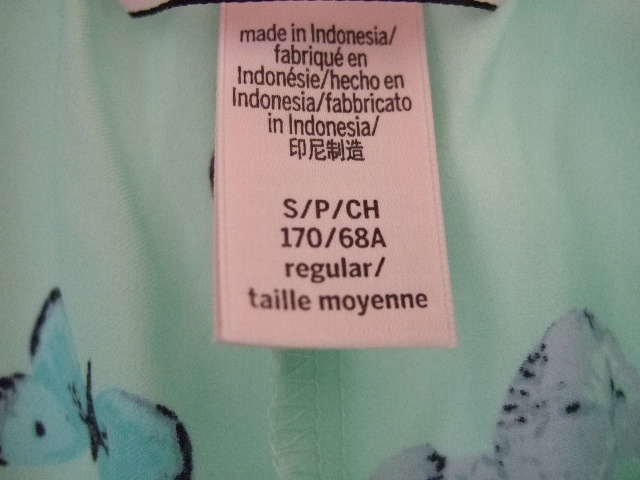 made in Indonesia/
fabriqué en
Indonésie/hecho en
Indonesia/fabbricato
in Indonesia/
印尼制造
S/P/CH
170/68A
regular/
taille moyenne